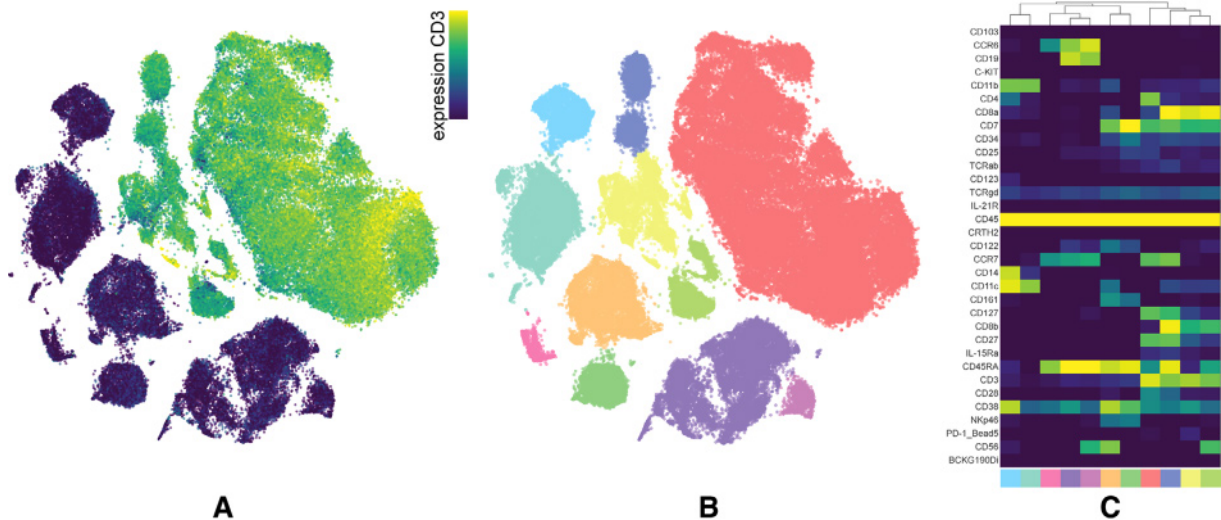 expression CD3
CD103
CCR6
CD19
C-KIT
CD11b
CD4
CD8a
CD7
CD34
CD25
TCRab
CD123
TCRgd
IL-21R
CD45
CRTH2
CD122
CCR7
CD14
CD11c
CD161
CD127
CD8b
CD27
IL-15Ra
CD45RA
CD3
CD28
CD38
NKp46
PD-1_Bead5
CD56
BCKG190Di
A
B
C